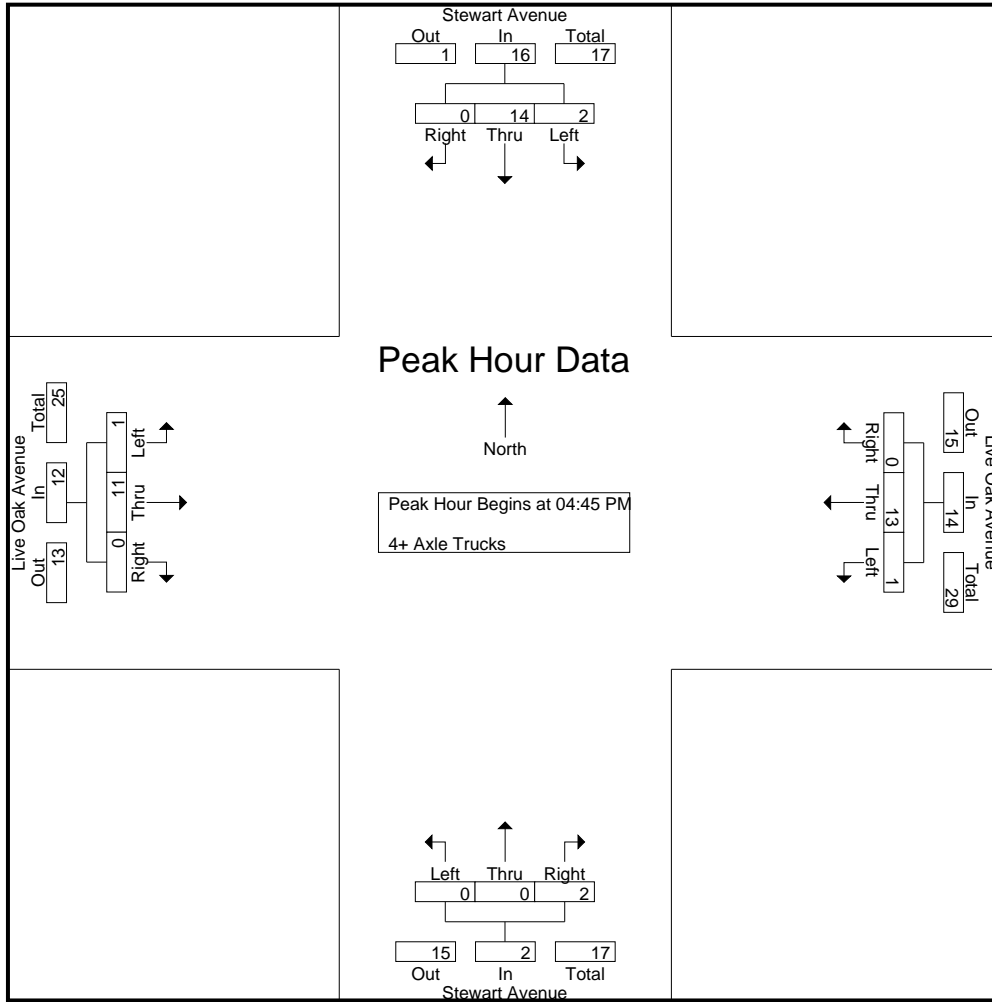 Stewart Avenue
Out In Total
1 16 17
0 14 2
Right Thru Left
Peak Hour Data
North
Peak Hour Begins at 04:45 PM
4+ Axle Trucks
Live Oak Avenue
Total In Out
25 12 13
1 11 0
Left Thru Right
Right Thru Left
0 13 1
15 14 29
Out In Total
Live Oak Avenue
Left Thru Right
0 0 2
15 2 17
Out In Total
Stewart Avenue